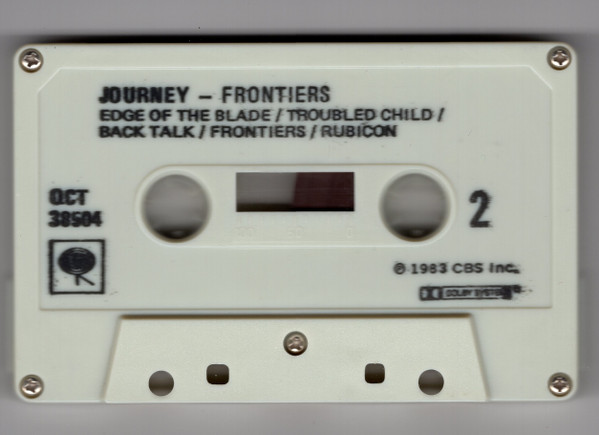 JOURNEY – FRONTIERS
EDGE OF THE BLADE / TROUBLED CHILD /
BACK TALK / FRONTIERS / RUBICON
QCT
38504
2
℗ 1983 CBS Inc.
DOLBY SYSTEM